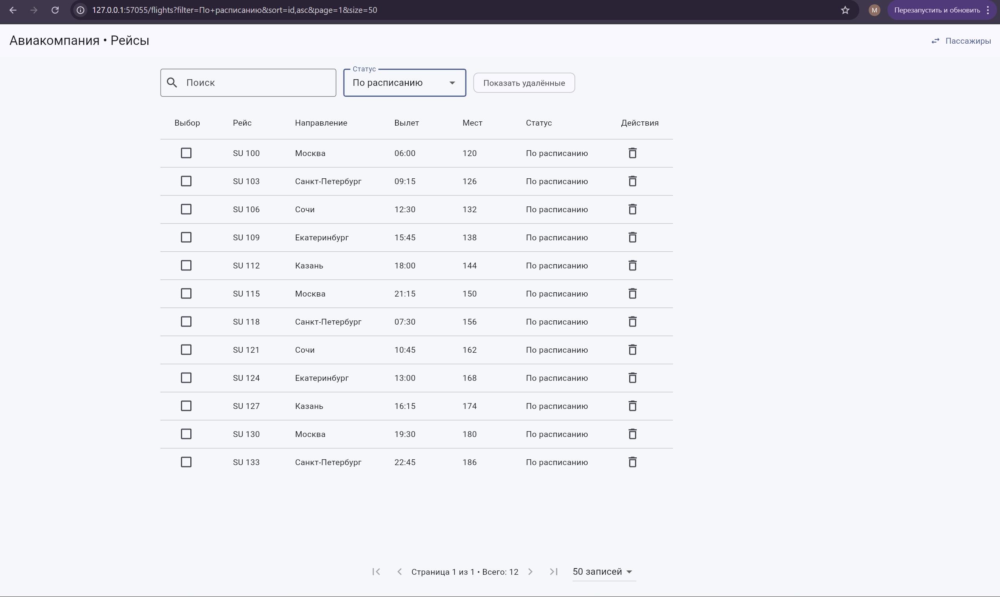 127.0.0.1:57055/flights?filter=По+расписанию&sort=id,asc&page=1&size=50
М
Перезапустить и обновить
Авиакомпания • Рейсы
Пассажиры
Статус
Поиск
По расписанию
Показать удалённые
Выбор Рейс Направление Вылет Мест Статус Действия
SU 100 Москва 06:00 120 По расписанию
SU 103 Санкт-Петербург 09:15 126 По расписанию
SU 106 Сочи 12:30 132 По расписанию
SU 109 Екатеринбург 15:45 138 По расписанию
SU 112 Казань 18:00 144 По расписанию
SU 115 Москва 21:15 150 По расписанию
SU 118 Санкт-Петербург 07:30 156 По расписанию
SU 121 Сочи 10:45 162 По расписанию
SU 124 Екатеринбург 13:00 168 По расписанию
SU 127 Казань 16:15 174 По расписанию
SU 130 Москва 19:30 180 По расписанию
SU 133 Санкт-Петербург 22:45 186 По расписанию
Страница 1 из 1 • Всего: 12 50 записей